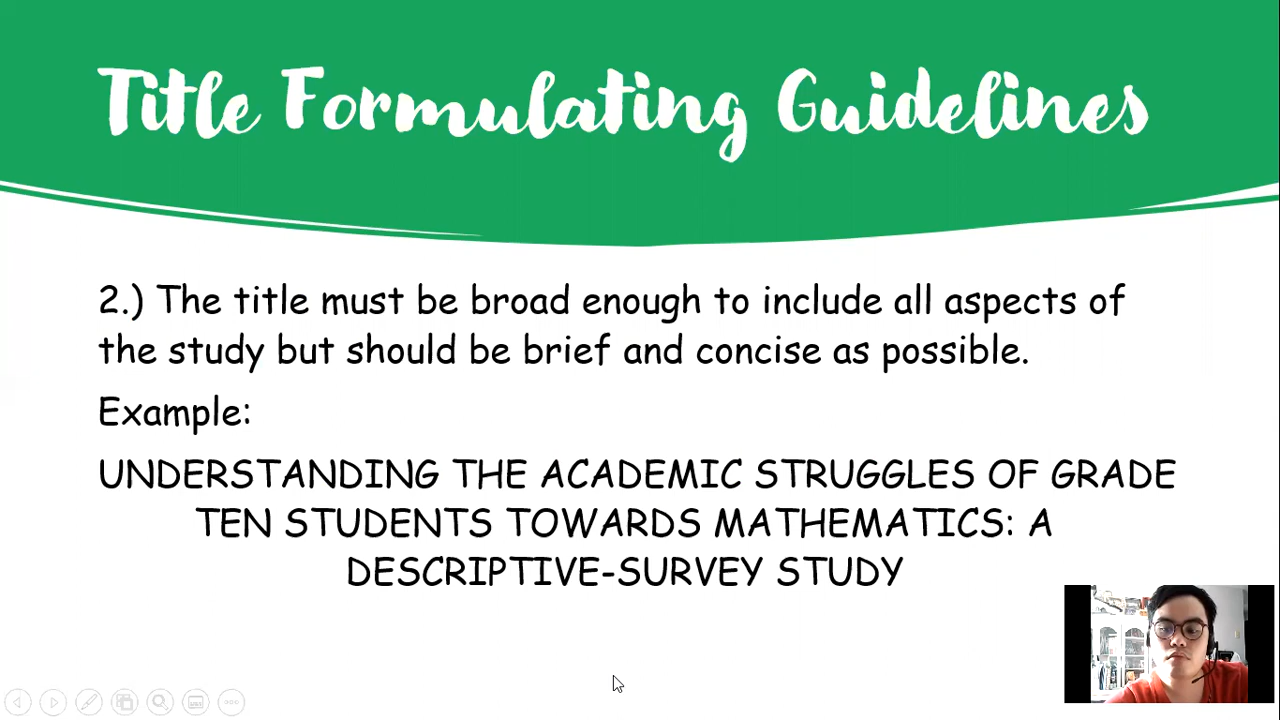 Title Formulating Guidelines
2.) The title must be broad enough to include all aspects of
the study but should be brief and concise as possible.
Example:
UNDERSTANDING THE ACADEMIC STRUGGLES OF GRADE
TEN STUDENTS TOWARDS MATHEMATICS: A
DESCRIPTIVE-SURVEY STUDY